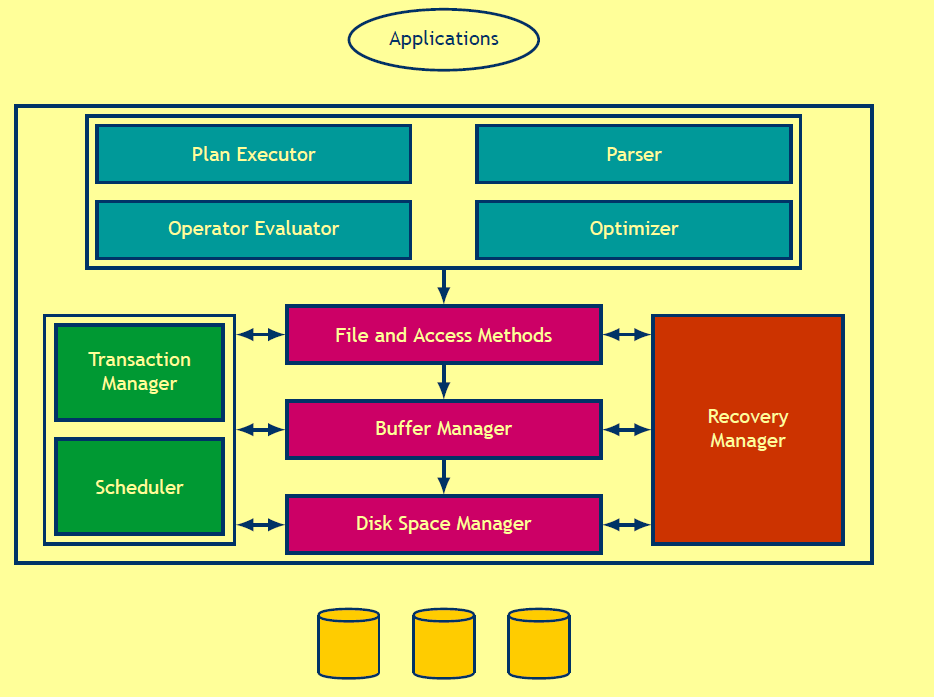 Applications
Plan Executor
Parser
Operator Evaluator
Optimizer
File and Access Methods
Transaction
Manager
Buffer Manager
Recovery
Manager
Scheduler
Disk Space Manager